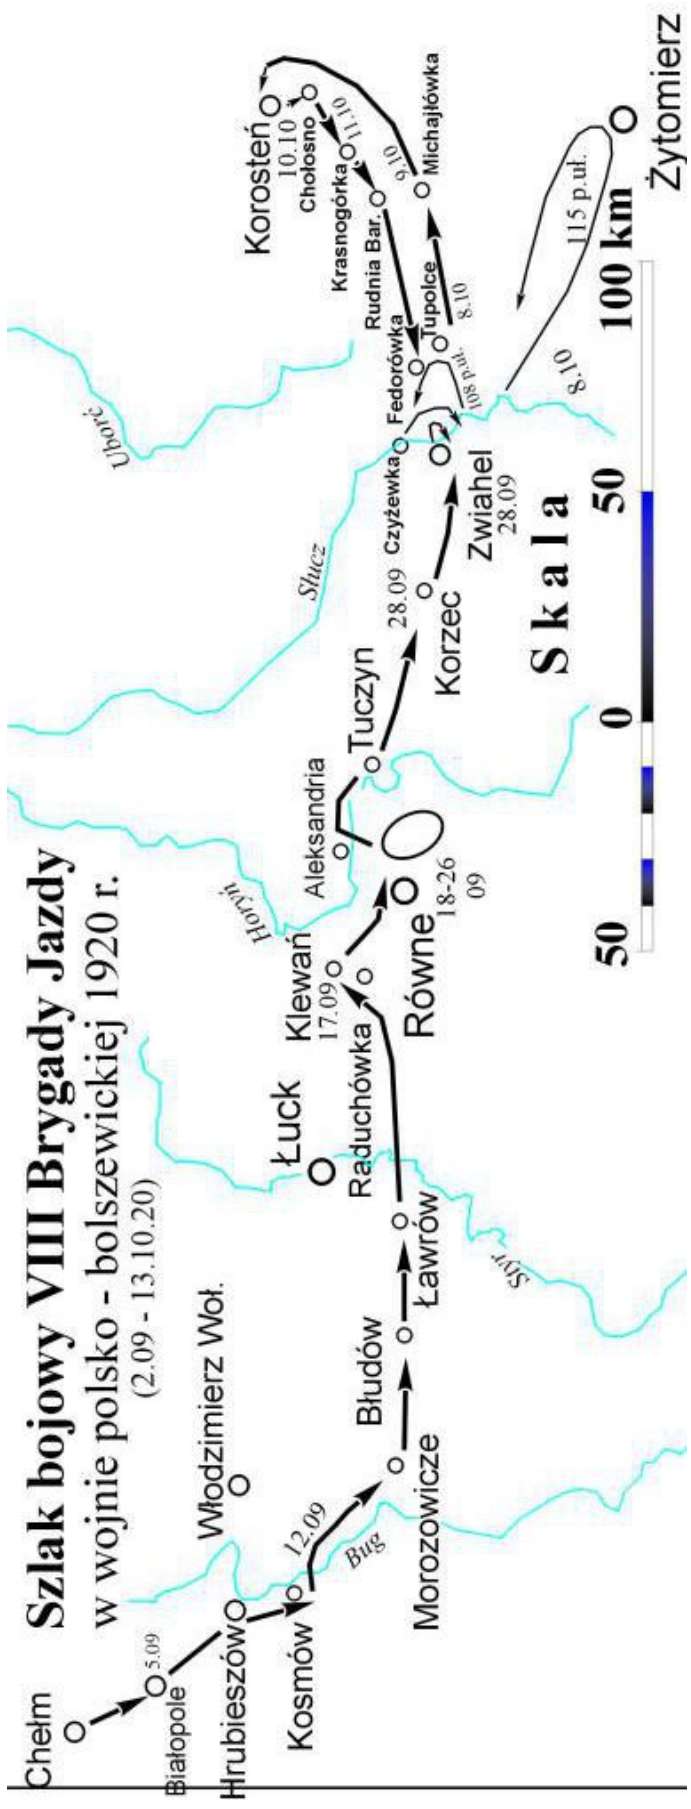 Szlak bojowy VIII Brygady Jazdy
w wojnie polsko - bolszewickiej 1920 r.
(2.09 - 13.10.20)
Chełm
5.09
Białopole
Hrubieszów
Kosmów
Włodzimierz Woł.
12.09
Bug
Morozowicze
Błudów
Ławrów
Styr
Łuck
Raduchówka
Klewań
17.09
Równe
18-26
09
Horyń
Aleksandria
Tuczyn
Korzec
28.09
Słucz
Zwiahel
28.09
Czyżewka
Fedorówka
108 p.uł.
Tupolce
8.10
Uborć
Rudnia Bar.
Krasnogórka
11.10
Chołosno
10.10
Korosteń
9.10
Michajłówka
8.10
115 p.uł.
Żytomierz
Skala
50
0
50
100 km